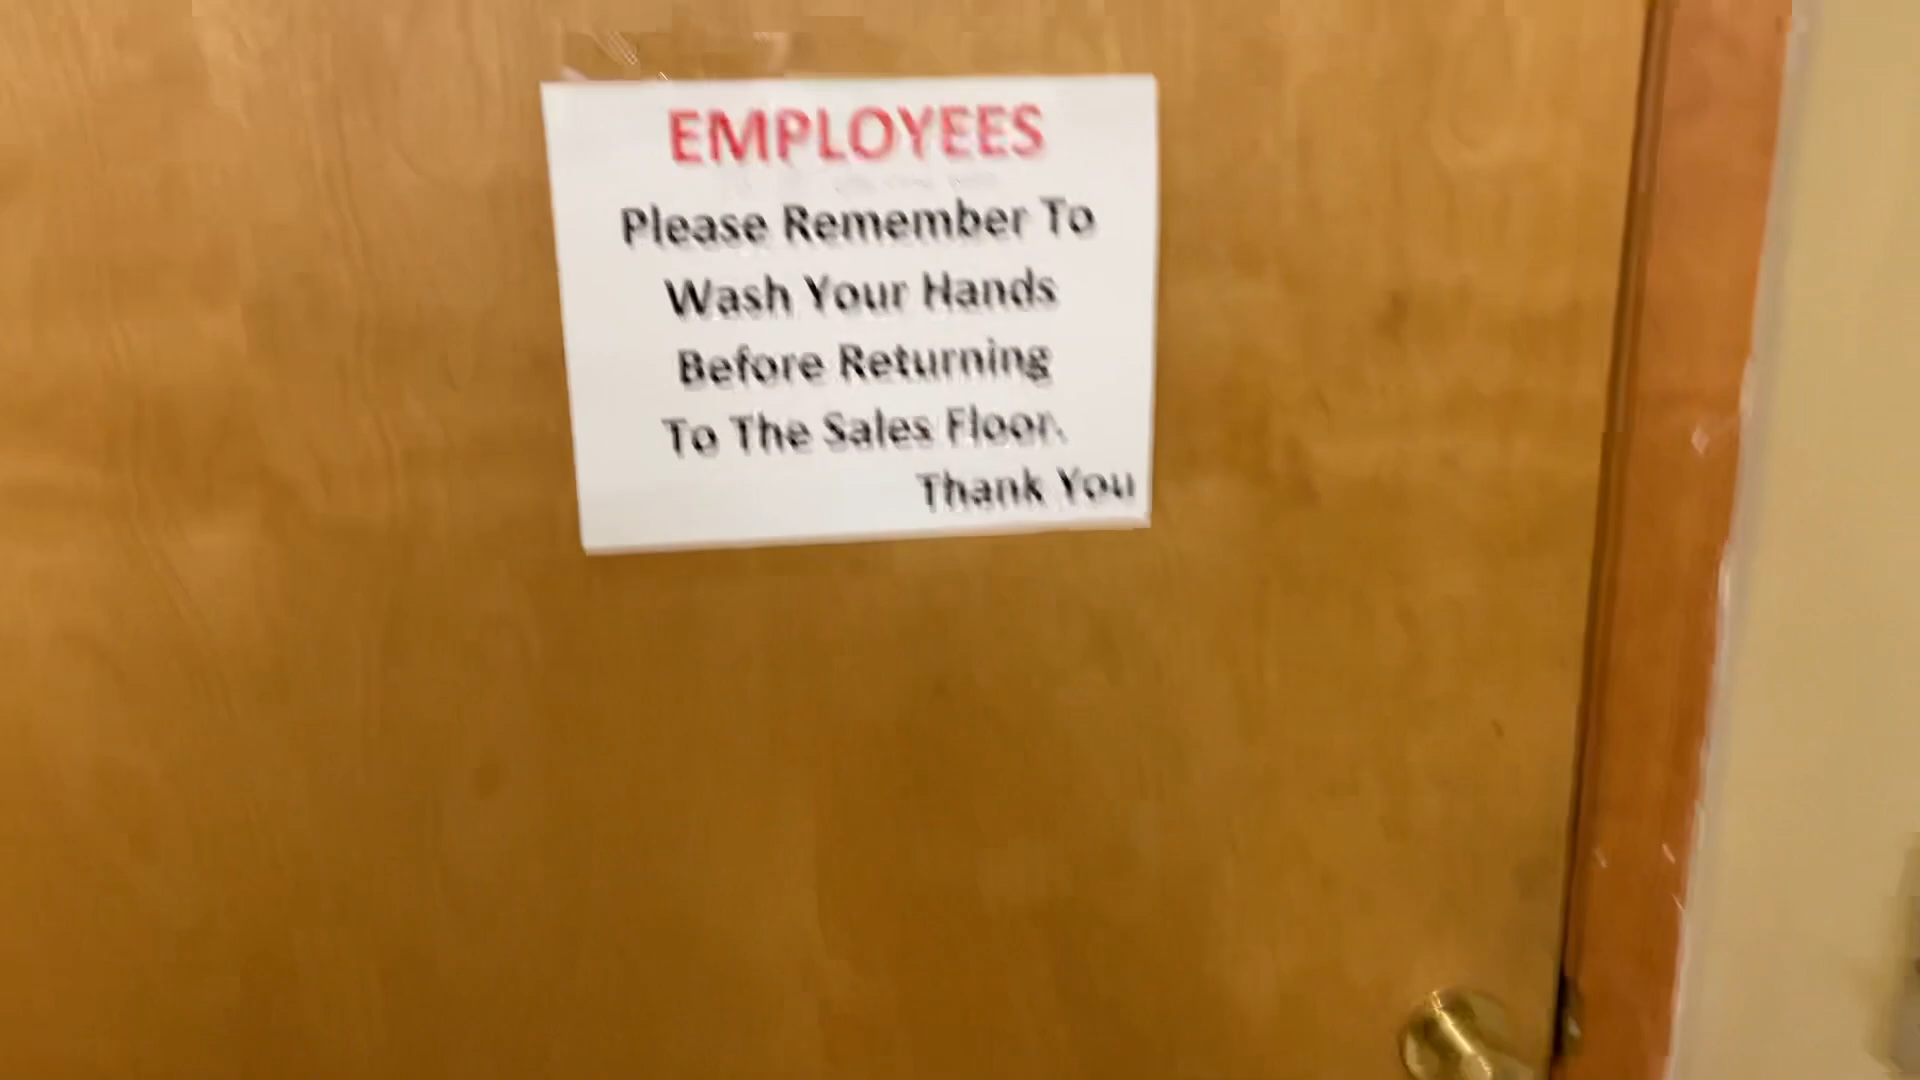 EMPLOYEES
Please Remember To
Wash Your Hands
Before Returning
To The Sales Floor.
Thank You